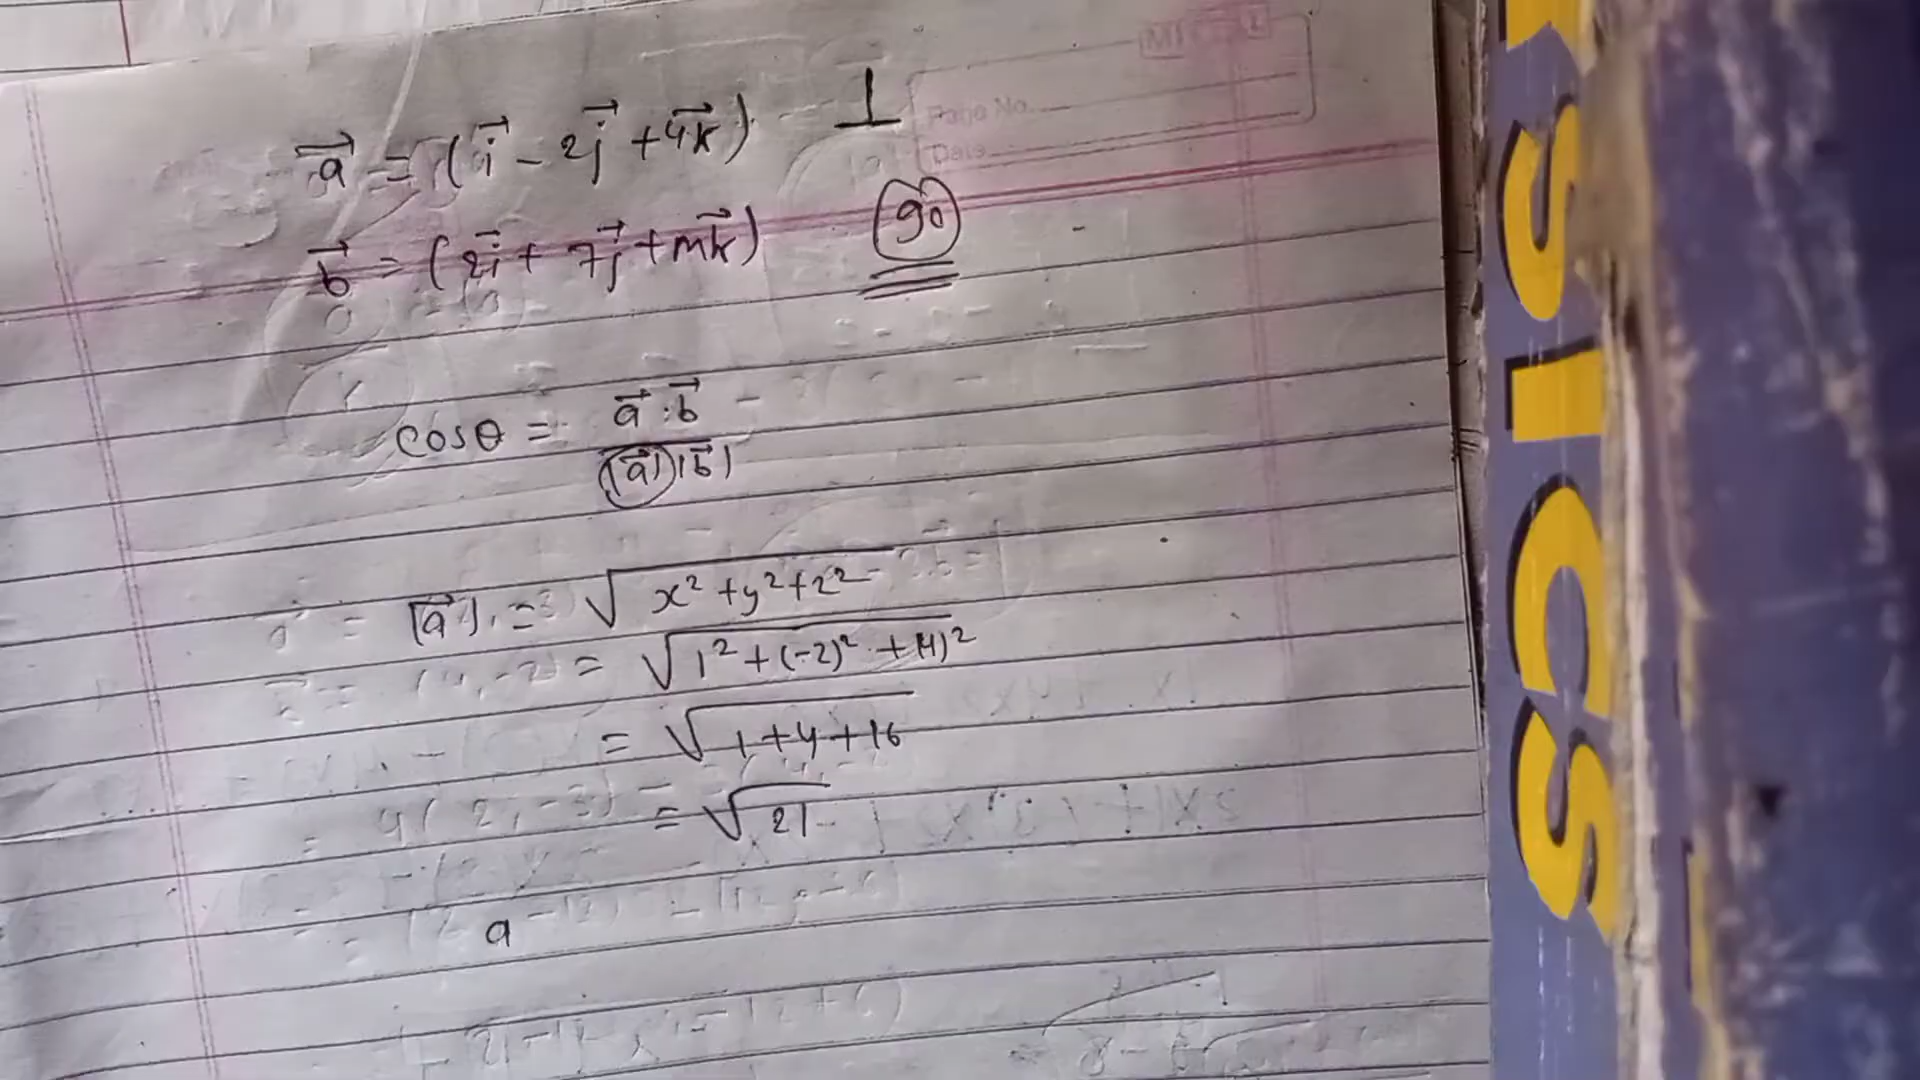 Page No.
Date
a⃗ = (i⃗ - 2j⃗ + 4k⃗) ⊥
b⃗ = (2i⃗ + 7j⃗ + mk⃗) 90
cosθ = a⃗ . b⃗ / |a⃗| |b⃗|
|a⃗| = √x² + y² + z²
= √1² + (-2)² + (4)²
= √1 + 4 + 16
= √21
a
SICS